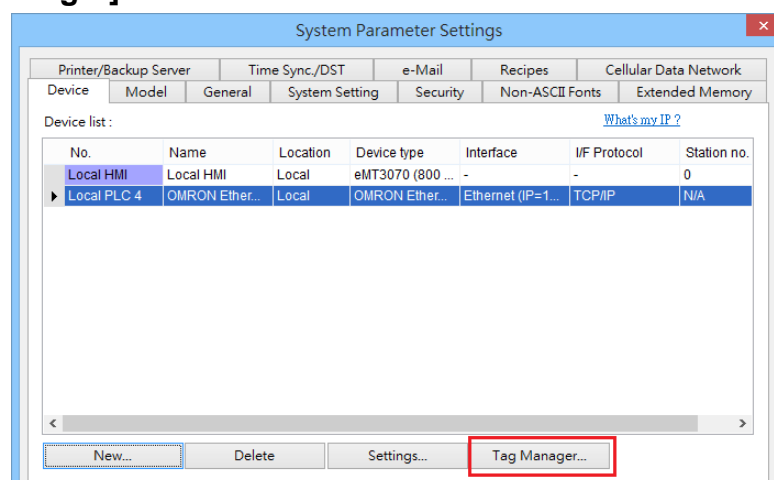 System Parameter Settings
Printer/Backup Server Time Sync./DST e-Mail Recipes Cellular Data Network
Device Model General System Setting Security Non-ASCII Fonts Extended Memory
Device list : What's my IP ?
No. Name Location Device type Interface I/F Protocol Station no.
Local HMI Local HMI Local eMT3070 (800 ... - - 0
Local PLC 4 OMRON Ether... Local OMRON Ether... Ethernet (IP=1... TCP/IP N/A
New... Delete Settings... Tag Manager...